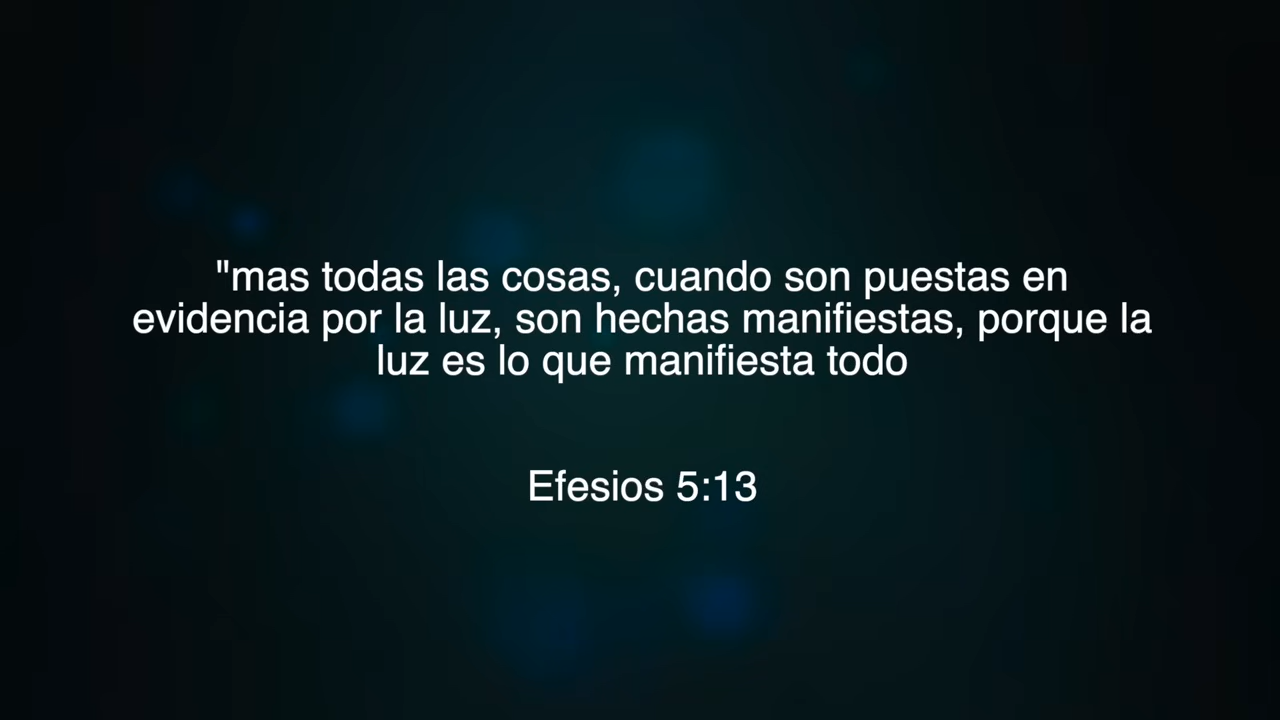 "mas todas las cosas, cuando son puestas en
evidencia por la luz, son hechas manifiestas, porque la
luz es lo que manifiesta todo
Efesios 5:13